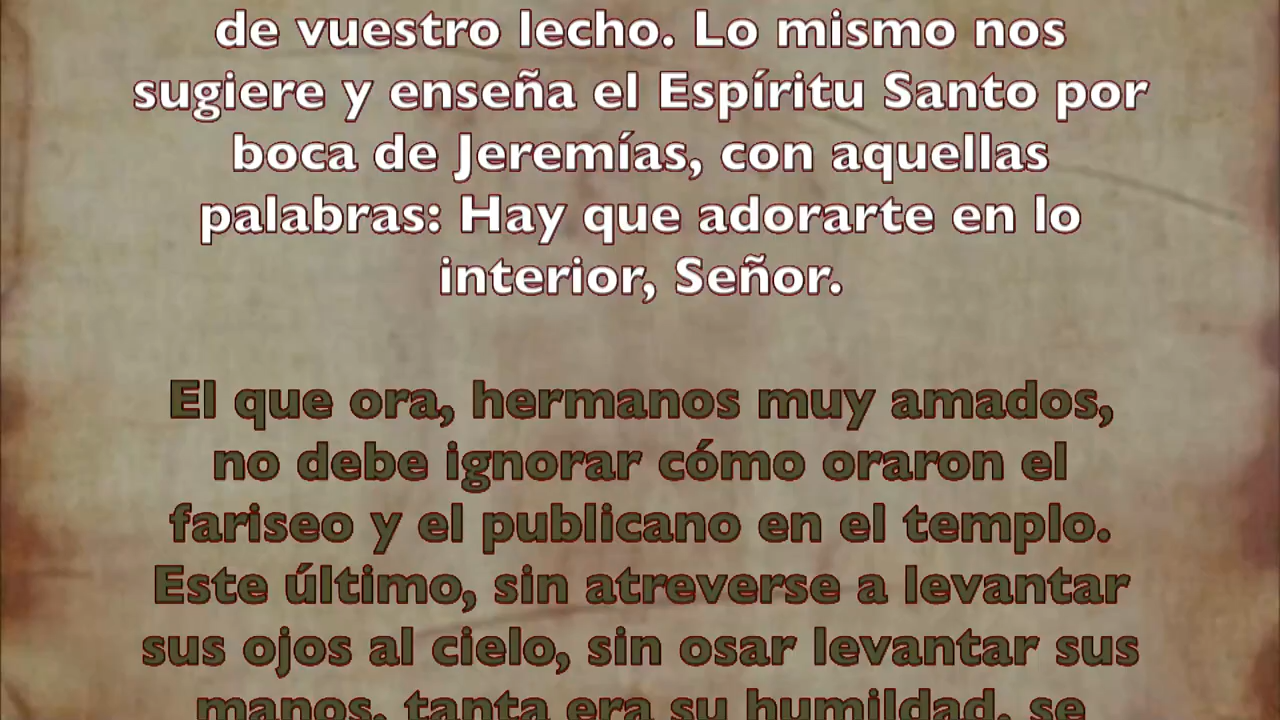 de vuestro lecho. Lo mismo nos
sugiere y enseña el Espíritu Santo por
boca de Jeremías, con aquellas
palabras: Hay que adorarte en lo
interior, Señor.
El que ora, hermanos muy amados,
no debe ignorar cómo oraron el
fariseo y el publicano en el templo.
Este último, sin atreverse a levantar
sus ojos al cielo, sin osar levantar sus
manos, tanta era su humildad, se